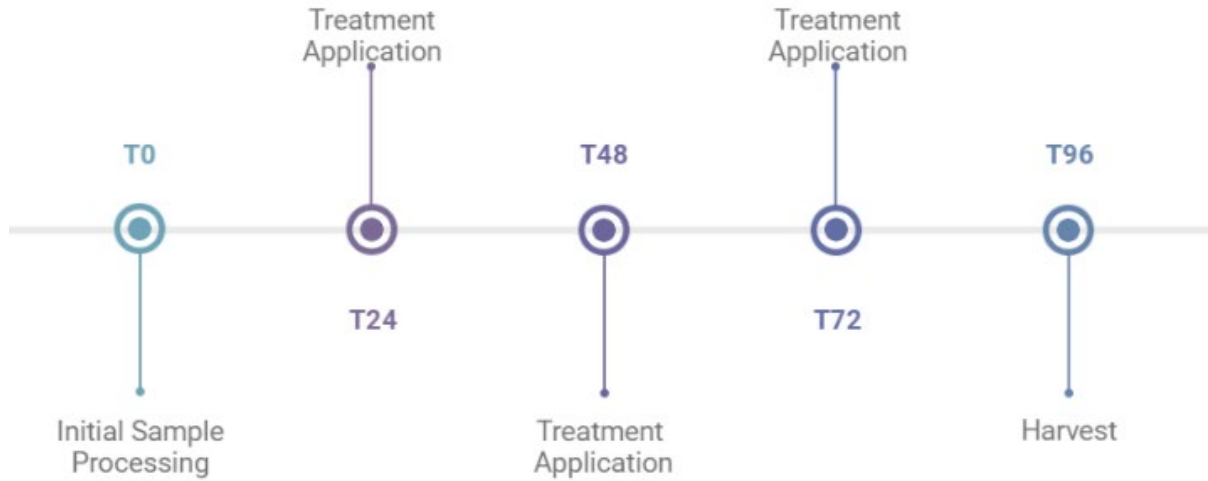 Treatment
Application
Treatment
Application
T0
T48
T96
T24
T72
Initial Sample
Processing
Treatment
Application
Harvest